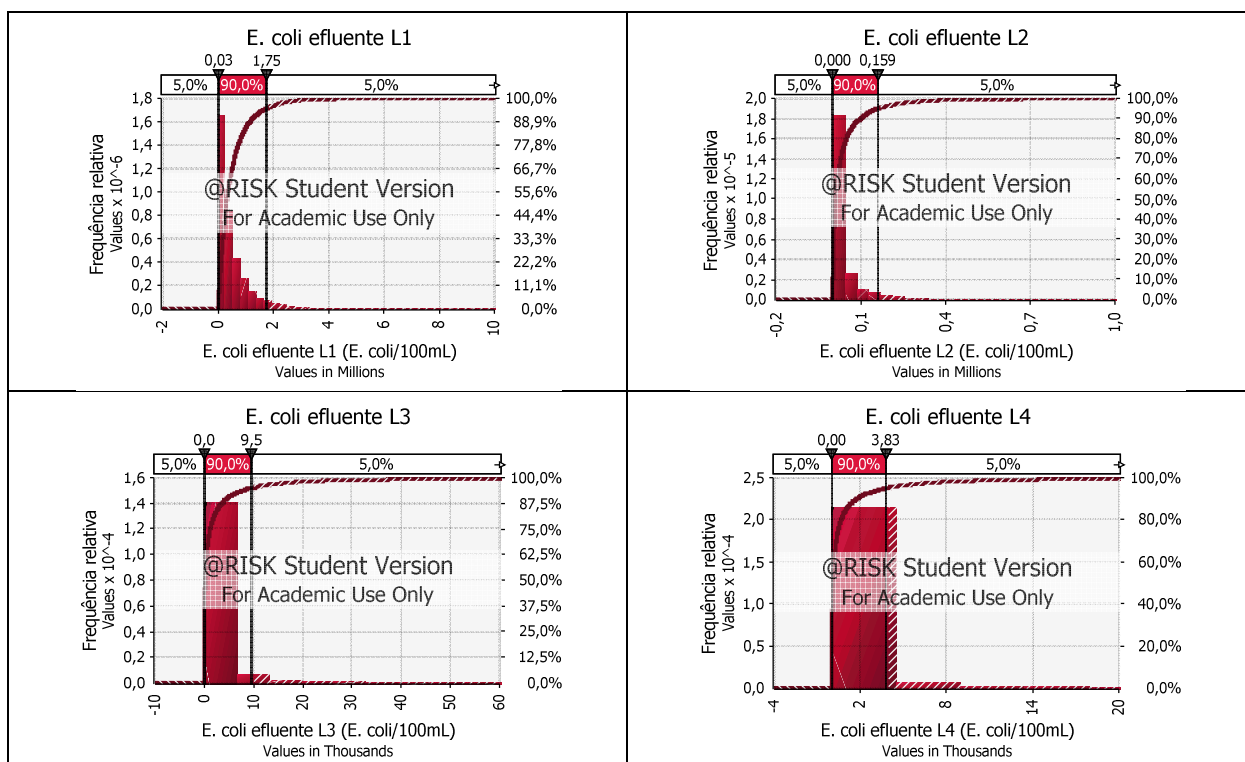 E. coli efluente L1
0,03 1,75
5,0% 90,0% 5,0%
1,8 100,0%
1,6 88,9%
1,4 77,8%
1,2 66,7%
1,0 55,6%
0,8 44,4%
0,6 33,3%
0,4 22,2%
0,2 11,1%
0,0 0,0%
Frequência relativa
Values x 10^-6
@RISK Student Version
For Academic Use Only
-2 0 2 4 6 8 10
E. coli efluente L1 (E. coli/100mL)
Values in Millions
E. coli efluente L2
0,000 0,159
5,0% 90,0% 5,0%
2,0 100,0%
1,8 90,0%
1,6 80,0%
1,4 70,0%
1,2 60,0%
1,0 50,0%
0,8 40,0%
0,6 30,0%
0,4 20,0%
0,2 10,0%
0,0 0,0%
Frequência relativa
Values x 10^-5
@RISK Student Version
For Academic Use Only
-0,2 0,1 0,4 0,7 1,0
E. coli efluente L2 (E. coli/100mL)
Values in Millions
E. coli efluente L3
0,0 9,5
5,0% 90,0% 5,0%
1,6 100,0%
1,4 87,5%
1,2 75,0%
1,0 62,5%
0,8 50,0%
0,6 37,5%
0,4 25,0%
0,2 12,5%
0,0 0,0%
Frequência relativa
Values x 10^-4
@RISK Student Version
For Academic Use Only
-10 0 10 20 30 40 50 60
E. coli efluente L3 (E. coli/100mL)
Values in Thousands
E. coli efluente L4
0,00 3,83
5,0% 90,0% 5,0%
2,5 100,0%
2,0 80,0%
1,5 60,0%
1,0 40,0%
0,5 20,0%
0,0 0,0%
Frequência relativa
Values x 10^-4
@RISK Student Version
For Academic Use Only
-4 2 8 14 20
E. coli efluente L4 (E. coli/100mL)
Values in Thousands